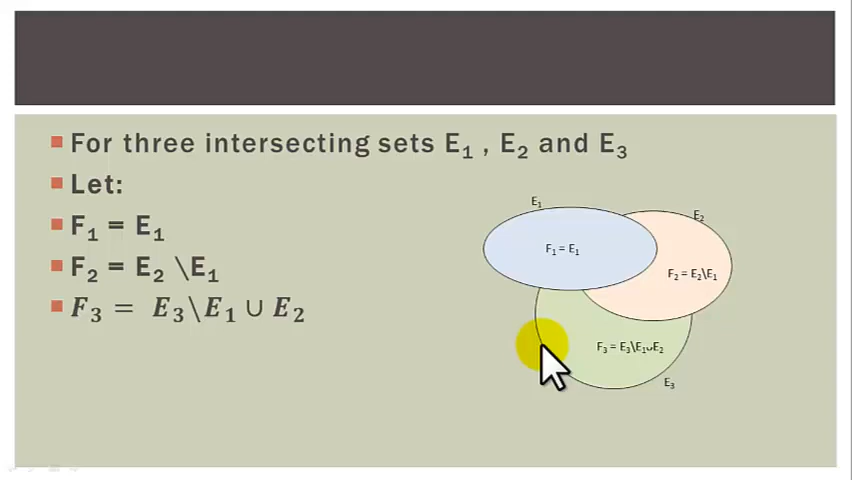 For three intersecting sets E₁ , E₂ and E₃
Let:
F₁ = E₁
F₂ = E₂ \E₁
F₃ = E₃\E₁ ∪ E₂
E₁
E₂
F₁ = E₁
F₂ = E₂\E₁
F₃ = E₃\E₁∪E₂
E₃